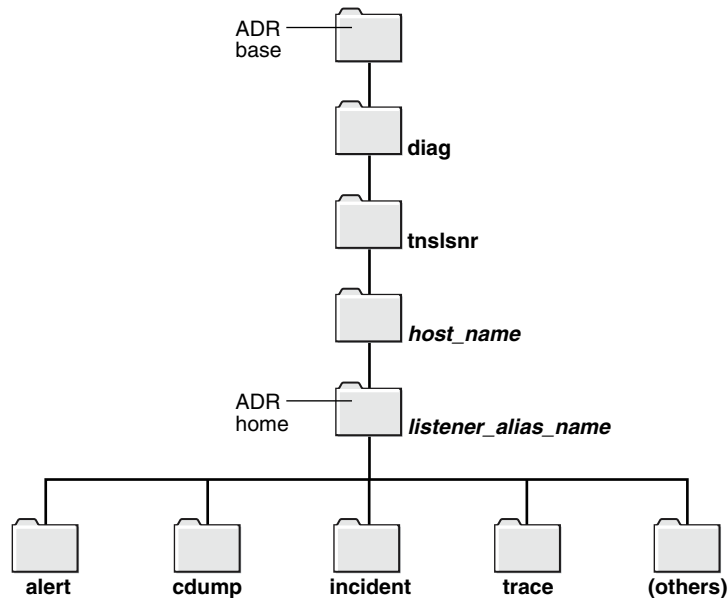 ADR
base
diag
tnslsnr
host_name
ADR
home
listener_alias_name
alert
cdump
incident
trace
(others)